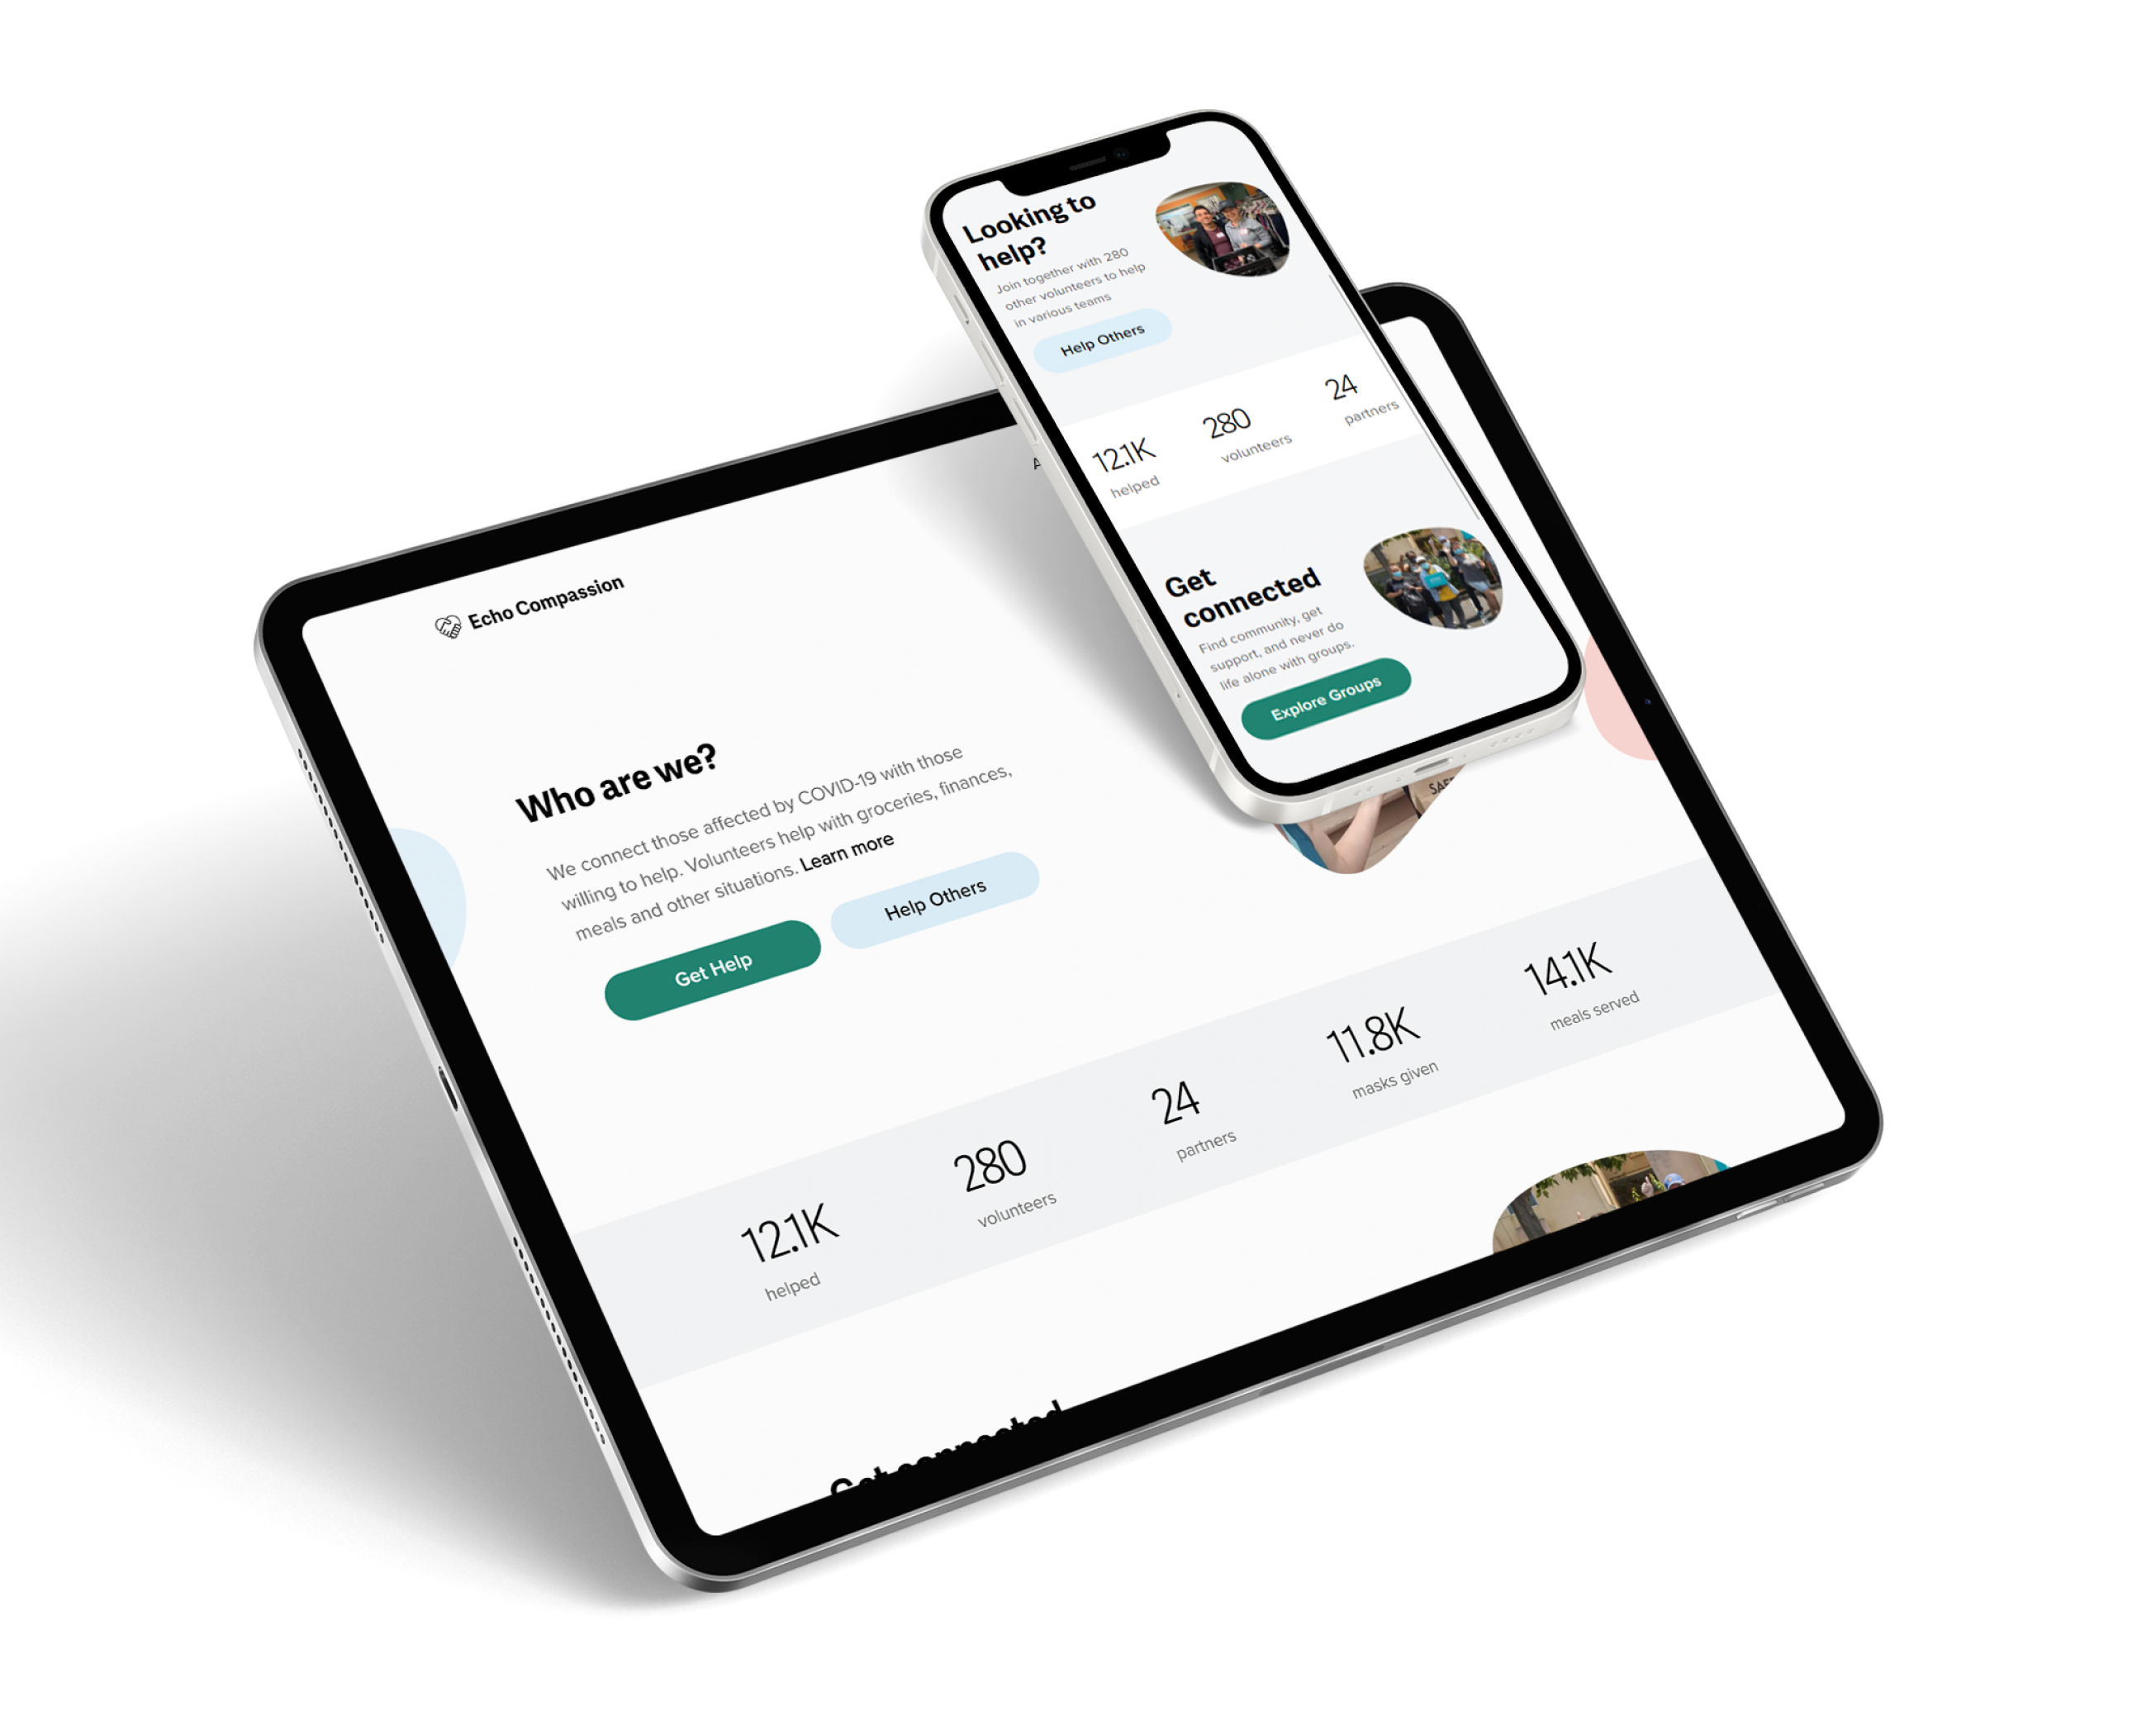 Looking to
help?
Join together with 280
other volunteers to help
in various teams
Help Others
12.1K
helped
280
volunteers
24
partners
Get
connected
Find community, get
support, and never do
life alone with groups.
Explore Groups
Echo Compassion
Who are we?
We connect those affected by COVID-19 with those
willing to help. Volunteers help with groceries, finances,
meals and other situations. Learn more
Get Help
Help Others
12.1K
helped
280
volunteers
24
partners
11.8K
masks given
14.1K
meals served
Get connected